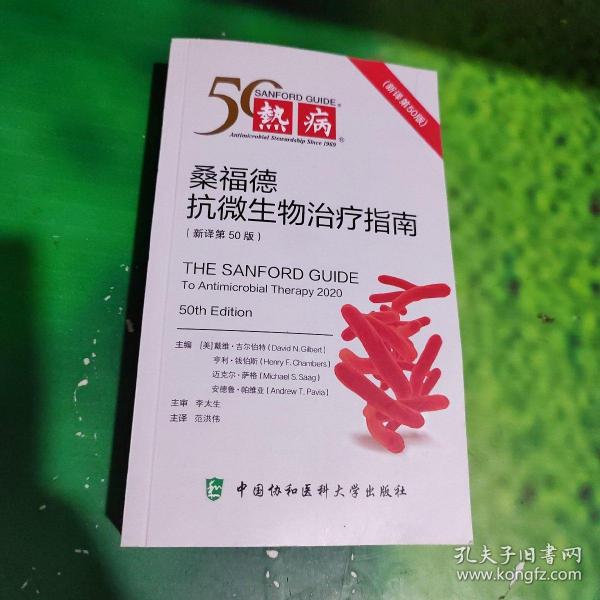 50
SANFORD GUIDE®
熱病®
Antimicrobial Stewardship Since 1969
(新译第50版)
桑福德
抗微生物治疗指南
(新译第50版)
THE SANFORD GUIDE
To Antimicrobial Therapy 2020
50th Edition
主编 [美]戴维·吉尔伯特(David N.Gilbert)
亨利·钱伯斯(Henry F.Chambers)
迈克尔·萨格(Michael S.Saag)
安德鲁·帕维亚(Andrew T.Pavia)
主审 李太生
主译 范洪伟
中国协和医科大学出版社
孔夫子旧书网
www.kongfz.com